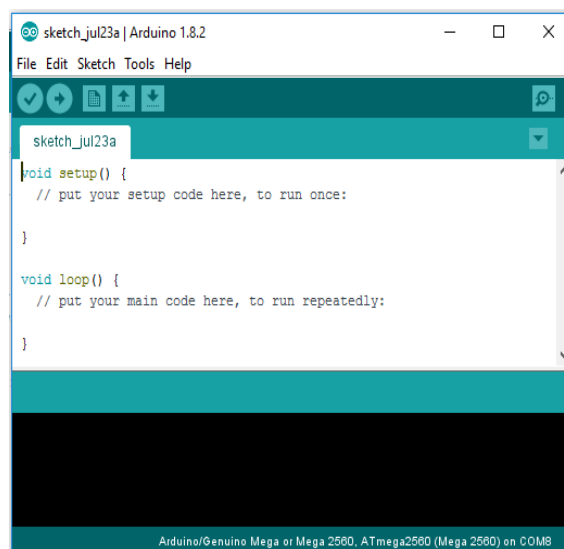 sketch_jul23a | Arduino 1.8.2
File Edit Sketch Tools Help
sketch_jul23a
void setup() {
// put your setup code here, to run once:
}
void loop() {
// put your main code here, to run repeatedly:
}
Arduino/Genuino Mega or Mega 2560, ATmega2560 (Mega 2560) on COM8